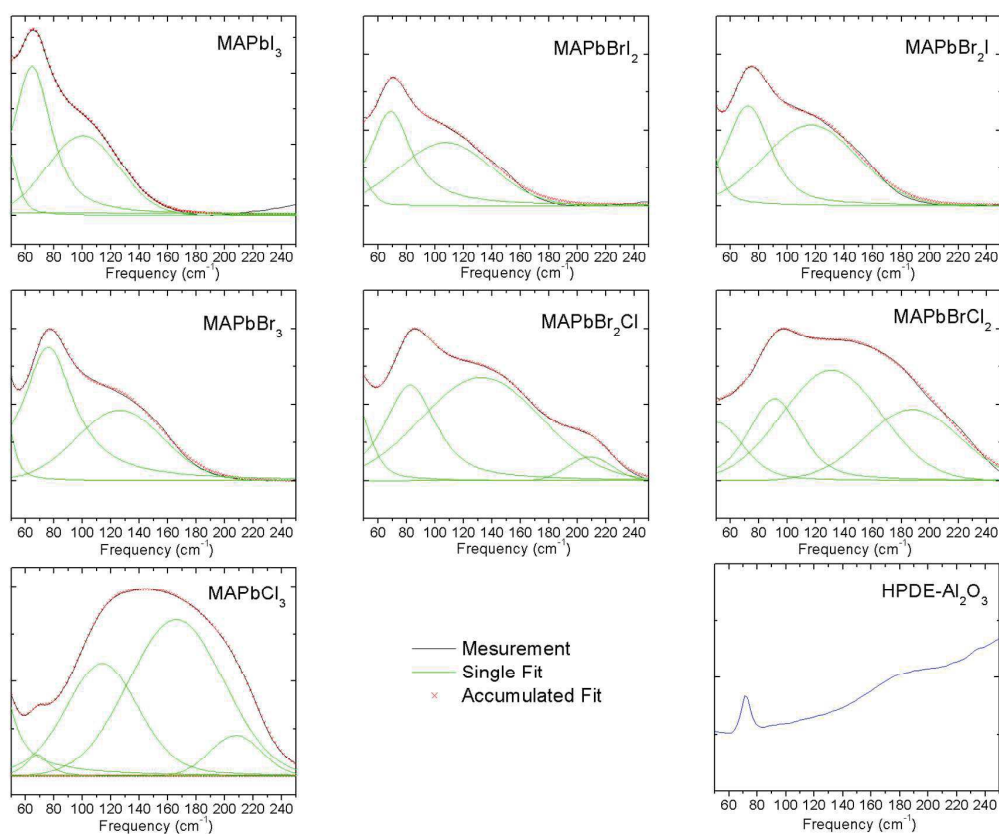 MAPbI3
60 80 100 120 140 160 180 200 220 240
Frequency (cm-1)
MAPbBrI2
60 80 100 120 140 160 180 200 220 240
Frequency (cm-1)
MAPbBr2I
60 80 100 120 140 160 180 200 220 240
Frequency (cm-1)
MAPbBr3
60 80 100 120 140 160 180 200 220 240
Frequency (cm-1)
MAPbBr2Cl
60 80 100 120 140 160 180 200 220 240
Frequency (cm-1)
MAPbBrCl2
60 80 100 120 140 160 180 200 220 240
Frequency (cm-1)
MAPbCl3
60 80 100 120 140 160 180 200 220 240
Frequency (cm-1)
Mesurement
Single Fit
Accumulated Fit
HPDE-Al2O3
60 80 100 120 140 160 180 200 220 240
Frequency (cm-1)